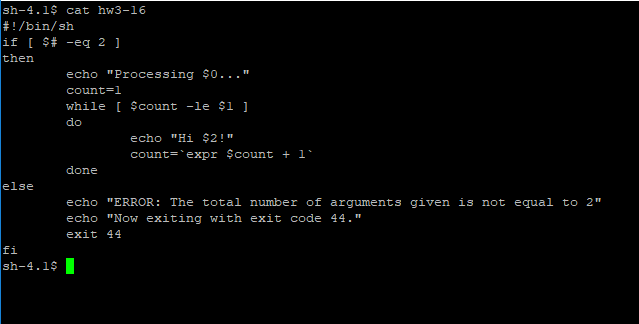 sh-4.1$ cat hw3-16
#!/bin/sh
if [ $# -eq 2 ]
then
        echo "Processing $0..."
        count=1
        while [ $count -le $1 ]
        do
                echo "Hi $2!"
                count=`expr $count + 1`
        done
else
        echo "ERROR: The total number of arguments given is not equal to 2"
        echo "Now exiting with exit code 44."
        exit 44
fi
sh-4.1$